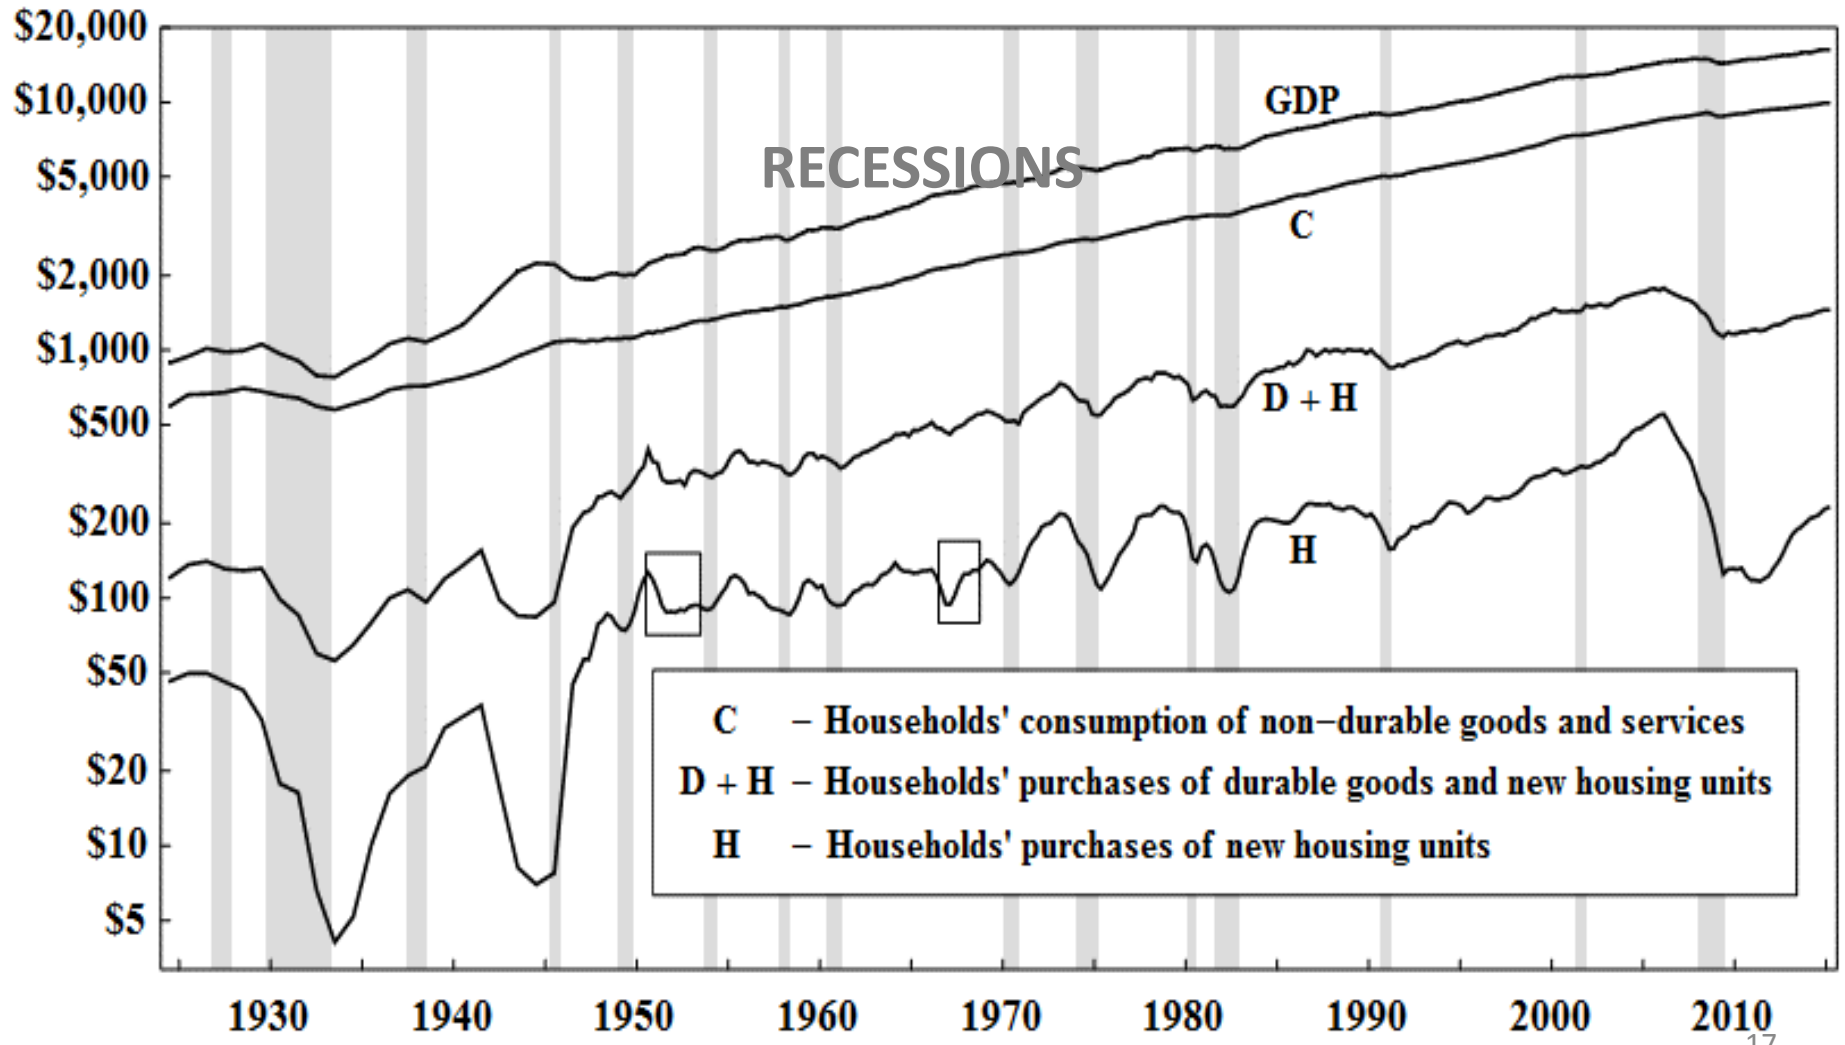 $20,000
$10,000
$5,000
$2,000
$1,000
$500
$200
$100
$50
$20
$10
$5
GDP
RECESSIONS
C
D + H
H
C – Households' consumption of non–durable goods and services
D + H – Households' purchases of durable goods and new housing units
H – Households' purchases of new housing units
1930 1940 1950 1960 1970 1980 1990 2000 2010
17